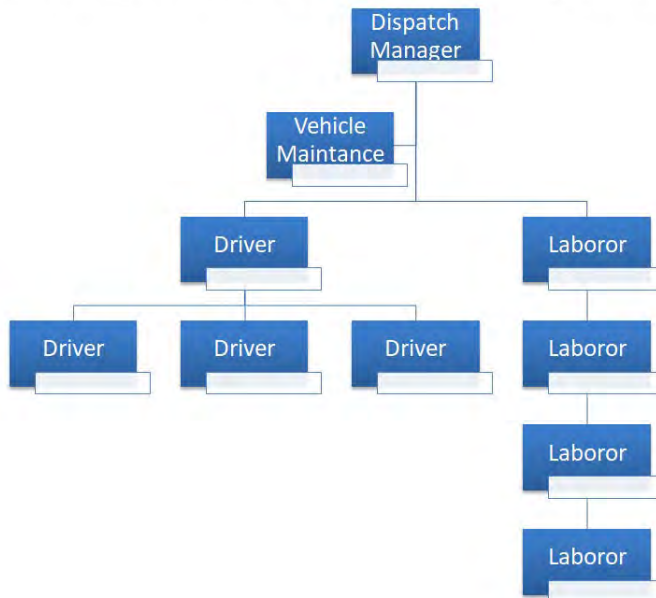 Dispatch
Manager
Vehicle
Maintance
Driver
Laboror
Driver
Driver
Driver
Laboror
Laboror
Laboror